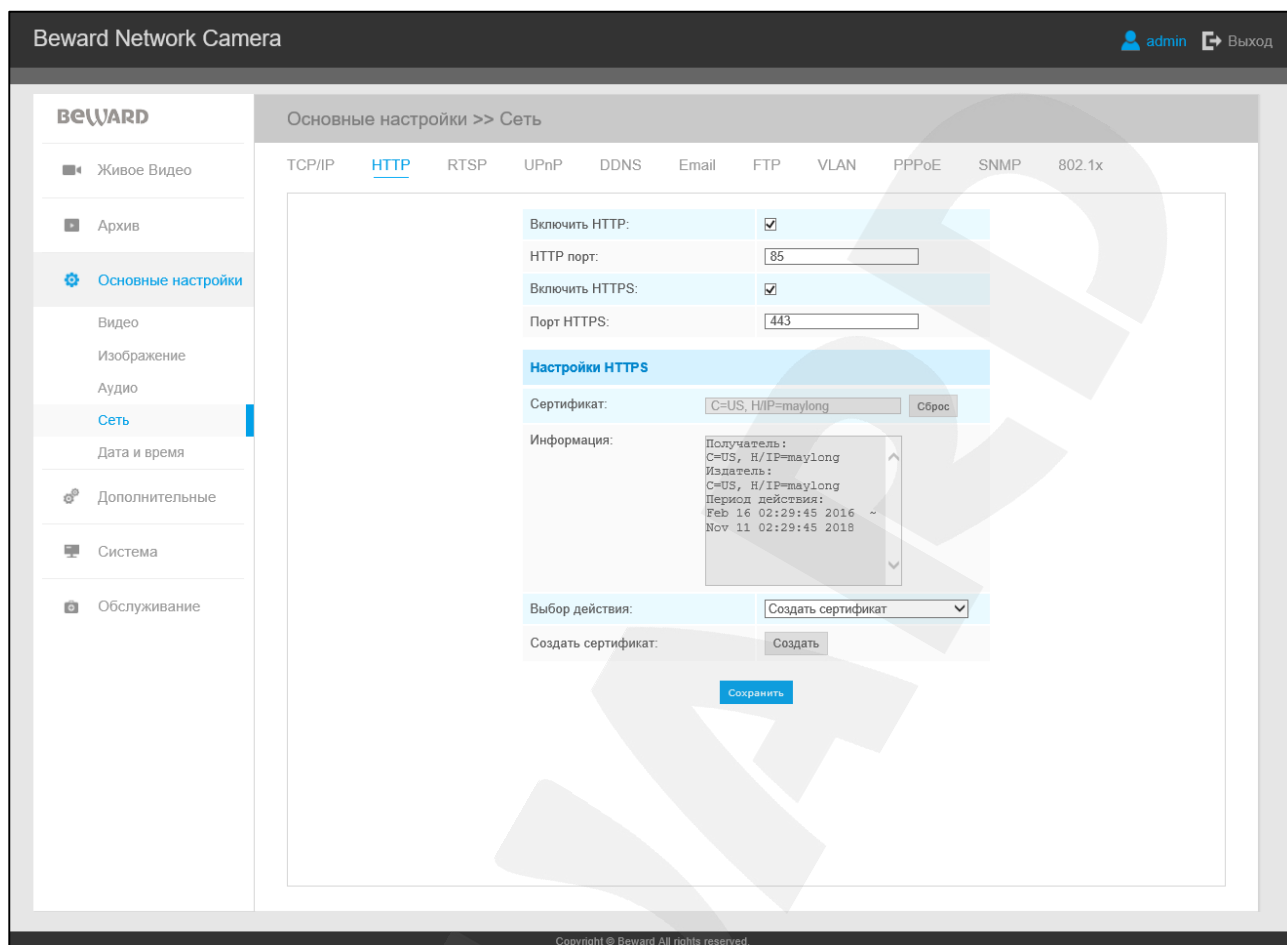 Beward Network Camera
admin Выход
BEWARD
Основные настройки >> Сеть
Живое Видео
Архив
Основные настройки
Видео
Изображение
Аудио
Сеть
Дата и время
Дополнительные
Система
Обслуживание
TCP/IP HTTP RTSP UPnP DDNS Email FTP VLAN PPPoE SNMP 802.1x
Включить HTTP:
HTTP порт: 85
Включить HTTPS:
Порт HTTPS: 443
Настройки HTTPS
Сертификат: C=US, H/IP=maylong Сброс
Информация:
Получатель:
C=US, H/IP=maylong
Издатель:
C=US, H/IP=maylong
Период действия:
Feb 16 02:29:45 2016 ~
Nov 11 02:29:45 2018
Выбор действия: Создать сертификат
Создать сертификат: Создать
Сохранить
Copyright © Beward All rights reserved.